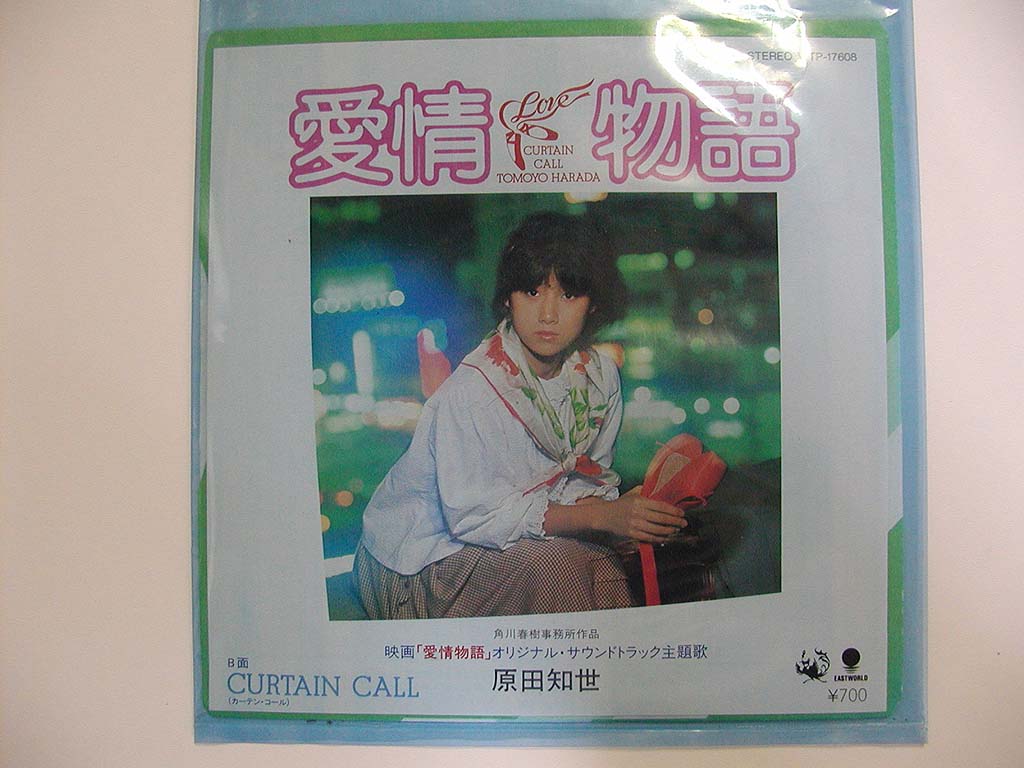 STEREO WTP-17608
愛情物語
Love
CURTAIN
CALL
TOMOYO HARADA
角川春樹事務所作品
映画「愛情物語」オリジナル・サウンドトラック主題歌
原田知世
B面
CURTAIN CALL
(カーテン・コール)
EASTWORLD
¥700